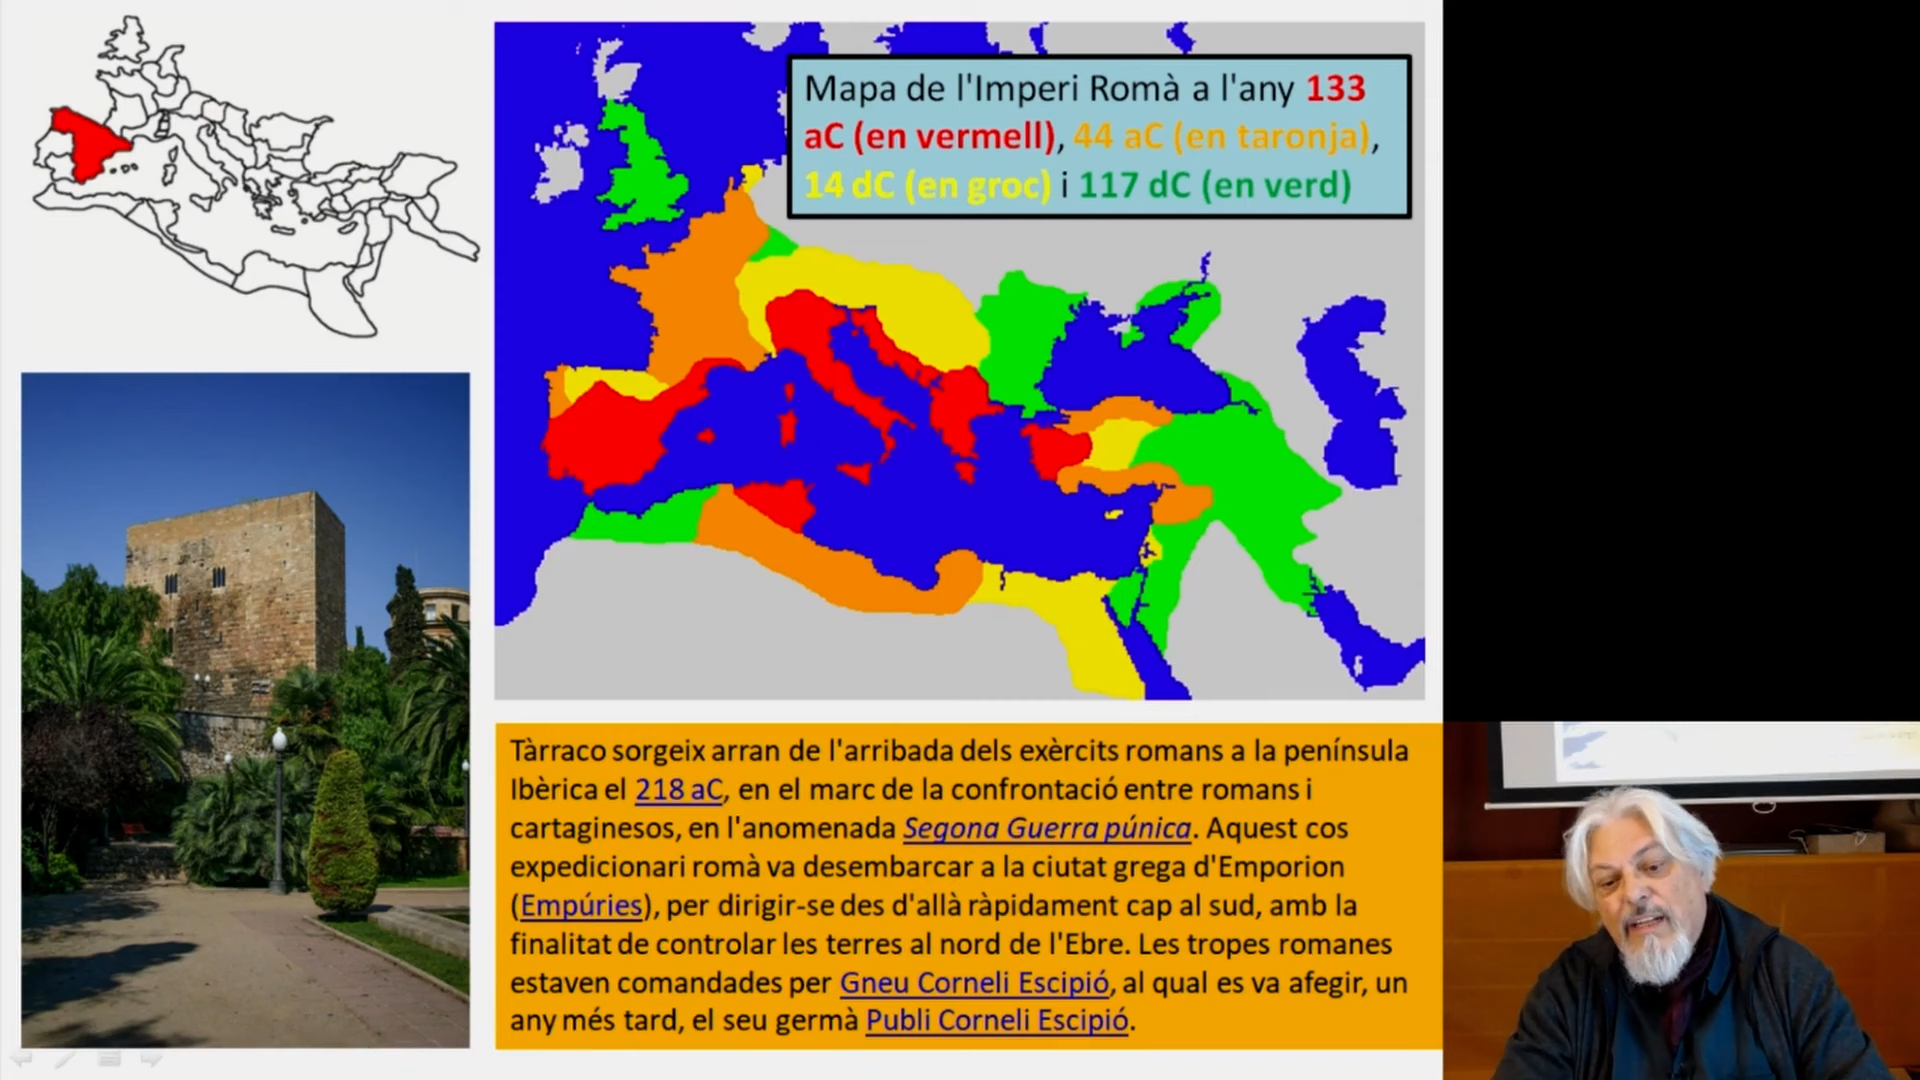 Mapa de l'Imperi Romà a l'any 133
aC (en vermell), 44 aC (en taronja),
14 dC (en groc) i 117 dC (en verd)
Tàrraco sorgeix arran de l'arribada dels exèrcits romans a la península
Ibèrica el 218 aC, en el marc de la confrontació entre romans i
cartaginesos, en l'anomenada Segona Guerra púnica. Aquest cos
expedicionari romà va desembarcar a la ciutat grega d'Emporion
(Empúries), per dirigir-se des d'allà ràpidament cap al sud, amb la
finalitat de controlar les terres al nord de l'Ebre. Les tropes romanes
estaven comandades per Gneu Corneli Escipió, al qual es va afegir, un
any més tard, el seu germà Publi Corneli Escipió.